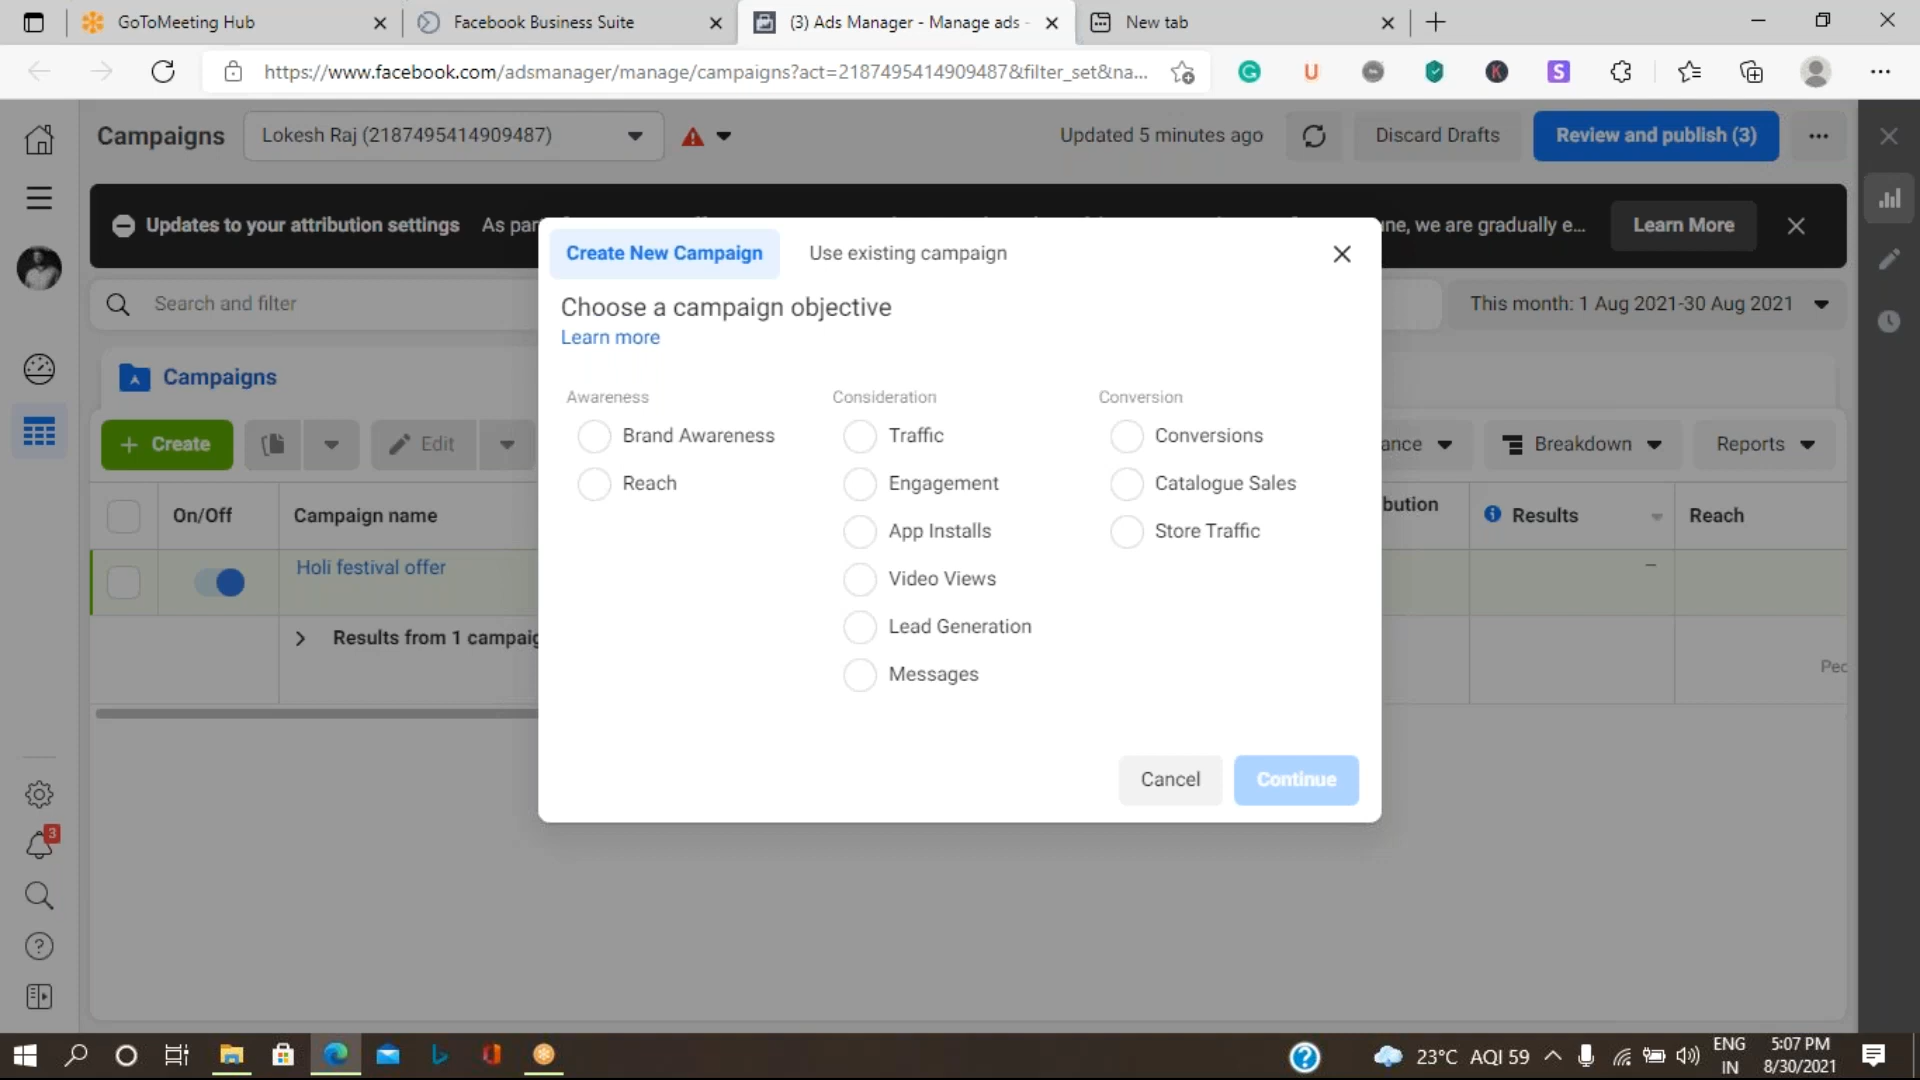 GoToMeeting Hub
Facebook Business Suite
(3) Ads Manager - Manage ads -
New tab
https://www.facebook.com/adsmanager/manage/campaigns?act=2187495414909487&filter_set&na...
Campaigns
Lokesh Raj (2187495414909487)
Updated 5 minutes ago
Discard Drafts
Review and publish (3)
Updates to your attribution settings
As par
ine, we are gradually e...
Learn More
Create New Campaign
Use existing campaign
Search and filter
This month: 1 Aug 2021-30 Aug 2021
Choose a campaign objective
Learn more
Campaigns
Awareness
Consideration
Conversion
Brand Awareness
Traffic
Conversions
Reach
Engagement
Catalogue Sales
App Installs
Store Traffic
Video Views
Lead Generation
Messages
Create
Edit
ance
Breakdown
Reports
On/Off
Campaign name
bution
Results
Reach
Holi festival offer
—
Results from 1 campaig
Pec
Cancel
Continue
3
23°C AQI 59
ENG
IN
5:07 PM
8/30/2021